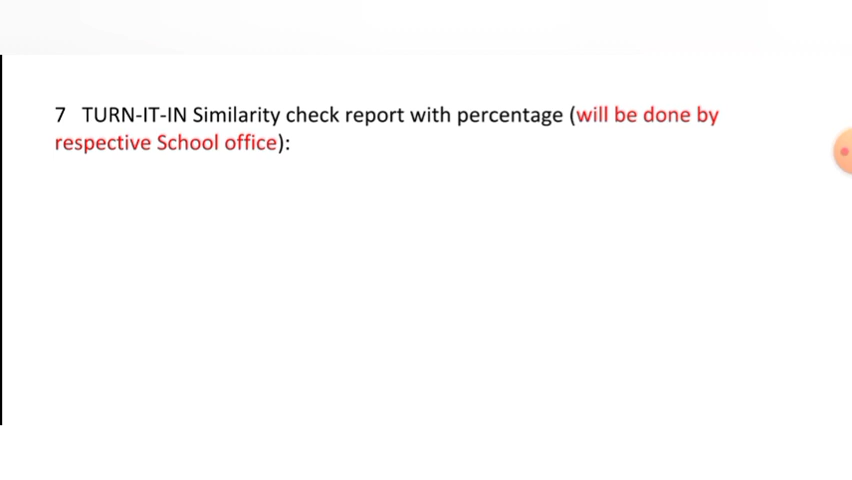 7 TURN-IT-IN Similarity check report with percentage (will be done by
respective School office):